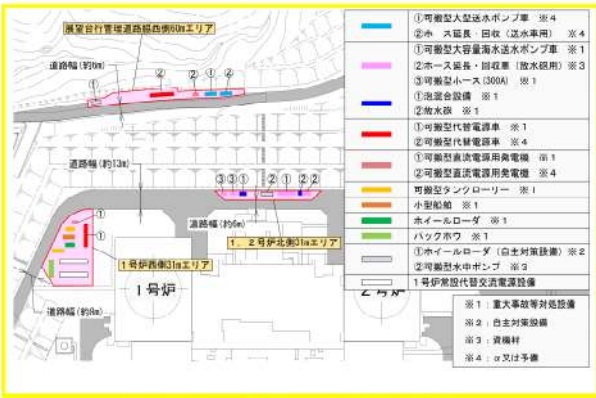 展望台行管理道路脇西側60mエリア
道路幅(約6m)
① ② ② ① ②
道路幅(約13m)
③③① ② ① ②②
道路幅(約6m)
1、2号炉北側31mエリア
①
①
1号炉西側31mエリア
1号炉
2号炉
道路幅(約8m)
①可搬型大型送水ポンプ車 ※4
②ホース延長・回収(送水車用) ※4
①可搬型大容量海水送水ポンプ車 ※1
②ホース延長・回収車(放水砲用) ※3
③可搬型ホース(300A) ※1
①泡混合設備 ※1
②放水砲 ※1
①可搬型代替電源車 ※1
②可搬型代替電源車 ※4
①可搬型直流電源用発電機 ※1
②可搬型直流電源用発電機 ※4
可搬型タンクローリー ※1
小型船舶 ※1
ホイールローダ ※1
バックホウ ※1
①ホイールローダ(自主対策設備) ※2
②可搬型水中ポンプ ※3
1号炉常設代替交流電源設備
※1:重大事故等対処設備
※2:自主対策設備
※3:資機材
※4:α又は予備